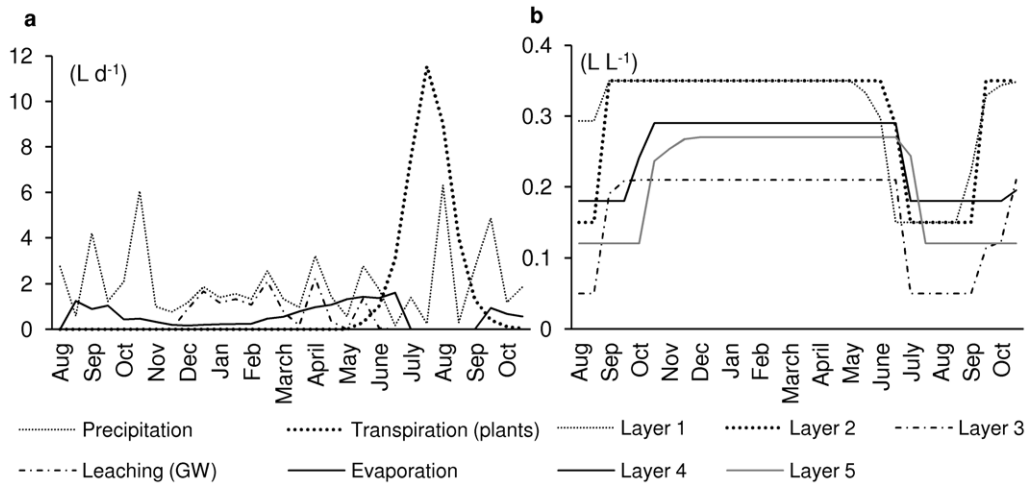 a
b
12
10
8
6
4
2
0
(L d-1)
Aug
Sep
Oct
Nov
Dec
Jan
Feb
March
April
May
June
July
Aug
Sep
Oct
0.4
0.3
0.2
0.1
0
(L L-1)
Aug
Sep
Oct
Nov
Dec
Jan
Feb
March
April
May
June
July
Aug
Sep
Oct
Precipitation
Transpiration (plants)
Layer 1
Layer 2
Layer 3
Leaching (GW)
Evaporation
Layer 4
Layer 5